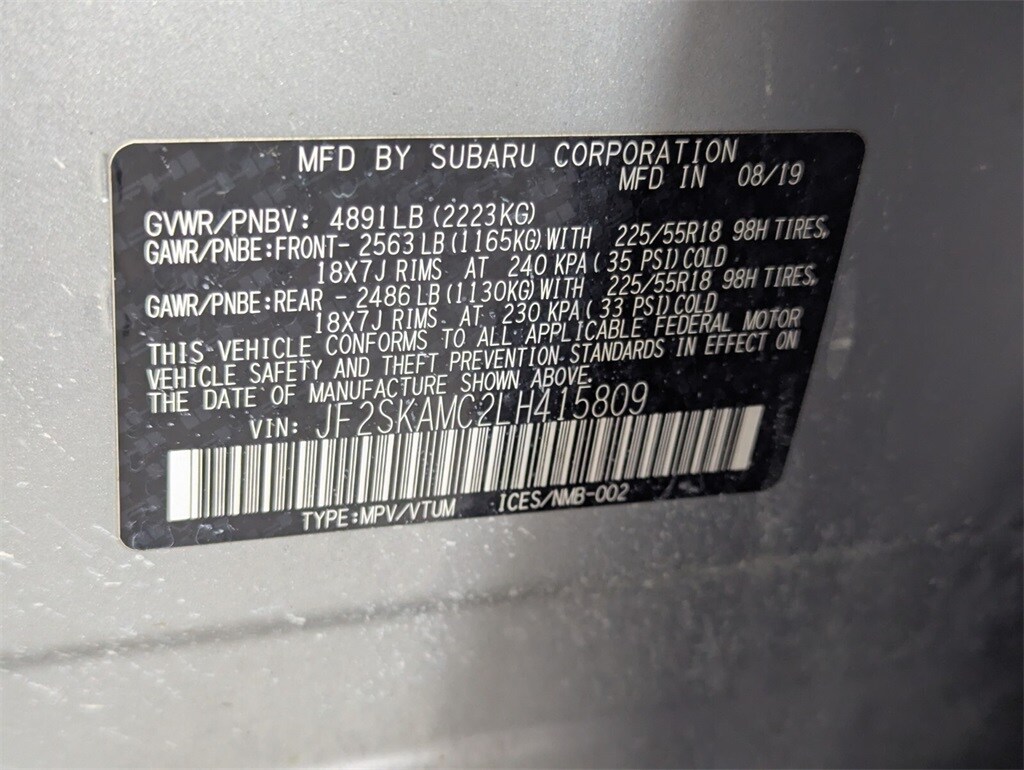 MFD BY SUBARU CORPORATION
MFD IN 08/19
GVWR/PNBV: 4891LB (2223KG)
GAWR/PNBE:FRONT- 2563LB (1165KG) WITH 225/55R18 98H TIRES,
18X7J RIMS AT 240 KPA( 35 PSI) COLD
GAWR/PNBE:REAR - 2486LB (1130KG) WITH 225/55R18 98H TIRES,
18X7J RIMS AT 230 KPA( 33 PSI) COLD
THIS VEHICLE CONFORMS TO ALL APPLICABLE FEDERAL MOTOR
VEHICLE SAFETY AND THEFT PREVENTION STANDARDS IN EFFECT ON
THE DATE OF MANUFACTURE SHOWN ABOVE.
VIN: JF2SKAMC2LH415809
TYPE:MPV/VTUM ICES/NMB-002